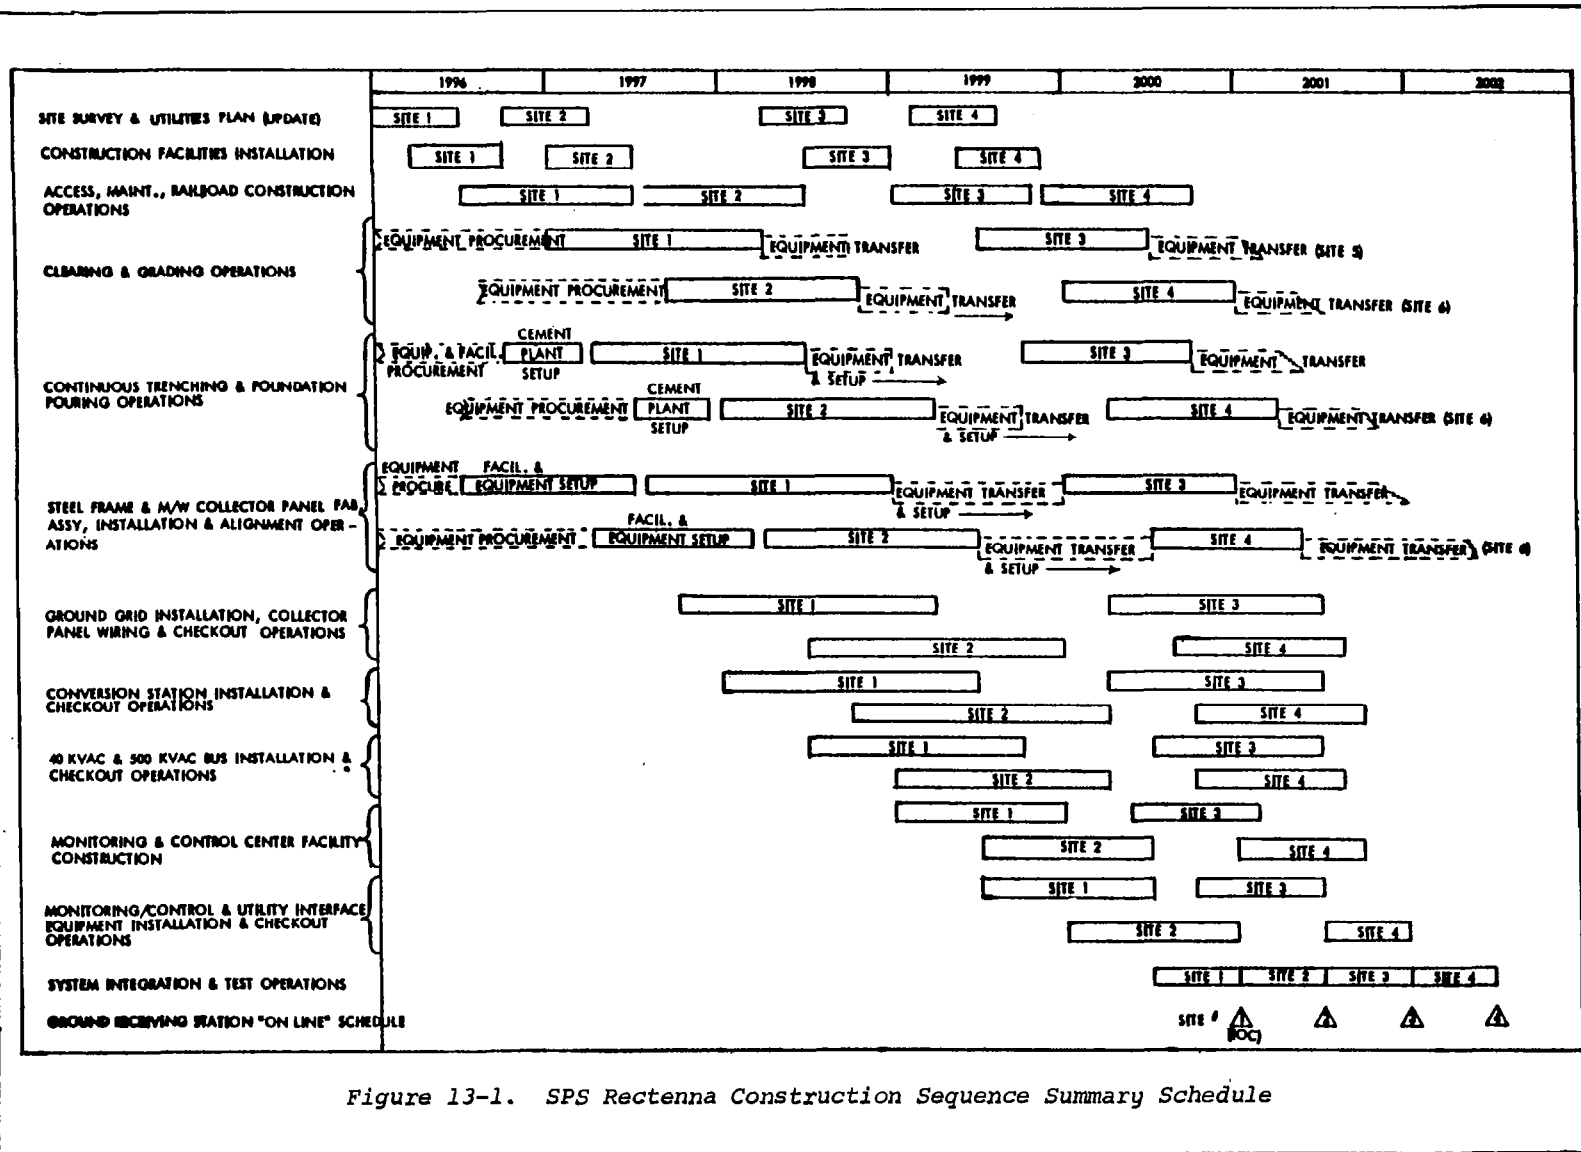 1996 1997 1998 1999 2000 2001 2002
SITE SURVEY & UTILITIES PLAN (UPDATE) SITE 1 SITE 2 SITE 3 SITE 4
CONSTRUCTION FACILITIES INSTALLATION SITE 1 SITE 2 SITE 3 SITE 4
ACCESS, MAINT., RAILROAD CONSTRUCTION
OPERATIONS
SITE 1 SITE 2 SITE 3 SITE 4
CLEARING & GRADING OPERATIONS
EQUIPMENT PROCUREMENT SITE 1 EQUIPMENT TRANSFER SITE 3 EQUIPMENT TRANSFER (SITE 5)
EQUIPMENT PROCUREMENT SITE 2 EQUIPMENT TRANSFER SITE 4 EQUIPMENT TRANSFER (SITE 6)
CONTINUOUS TRENCHING & FOUNDATION
POURING OPERATIONS
EQUIP. & FACIL.
PROCUREMENT
CEMENT
PLANT
SETUP
SITE 1 EQUIPMENT TRANSFER
& SETUP
SITE 3 EQUIPMENT TRANSFER
EQUIPMENT PROCUREMENT
CEMENT
PLANT
SETUP
SITE 2 EQUIPMENT TRANSFER
& SETUP
SITE 4 EQUIPMENT TRANSFER (SITE 6)
STEEL FRAME & M/W COLLECTOR PANEL FAB,
ASSY, INSTALLATION & ALIGNMENT OPER-
ATIONS
EQUIPMENT
PROCURE
FACIL. &
EQUIPMENT SETUP
SITE 1 EQUIPMENT TRANSFER
& SETUP
SITE 3 EQUIPMENT TRANSFER
EQUIPMENT PROCUREMENT
FACIL. &
EQUIPMENT SETUP
SITE 2 EQUIPMENT TRANSFER
& SETUP
SITE 4 EQUIPMENT TRANSFER (SITE 6)
GROUND GRID INSTALLATION, COLLECTOR
PANEL WIRING & CHECKOUT OPERATIONS
SITE 1 SITE 3
SITE 2 SITE 4
CONVERSION STATION INSTALLATION &
CHECKOUT OPERATIONS
SITE 1 SITE 3
SITE 2 SITE 4
40 KVAC & 500 KVAC BUS INSTALLATION &
CHECKOUT OPERATIONS
SITE 1 SITE 3
SITE 2 SITE 4
MONITORING & CONTROL CENTER FACILITY
CONSTRUCTION
SITE 1 SITE 3
SITE 2 SITE 4
MONITORING/CONTROL & UTILITY INTERFACE
EQUIPMENT INSTALLATION & CHECKOUT
OPERATIONS
SITE 1 SITE 3
SITE 2 SITE 4
SYSTEM INTEGRATION & TEST OPERATIONS SITE 1 SITE 2 SITE 3 SITE 4
GROUND RECEIVING STATION "ON LINE" SCHEDULE SITE # 1 2 3 4
(IOC)
Figure 13-1. SPS Rectenna Construction Sequence Summary Schedule